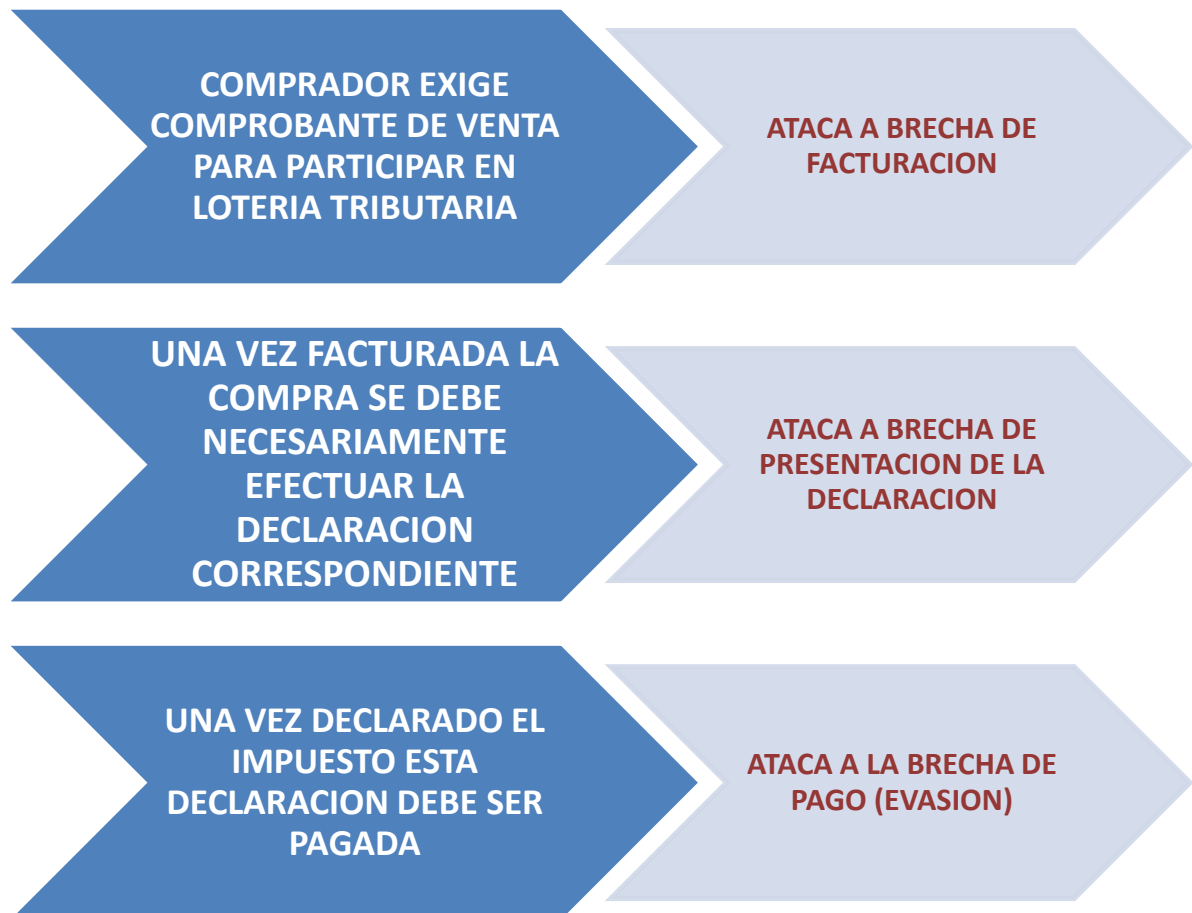 COMPRADOR EXIGE
COMPROBANTE DE VENTA
PARA PARTICIPAR EN
LOTERIA TRIBUTARIA
ATACA A BRECHA DE
FACTURACION
UNA VEZ FACTURADA LA
COMPRA SE DEBE
NECESARIAMENTE
EFECTUAR LA
DECLARACION
CORRESPONDIENTE
ATACA A BRECHA DE
PRESENTACION DE LA
DECLARACION
UNA VEZ DECLARADO EL
IMPUESTO ESTA
DECLARACION DEBE SER
PAGADA
ATACA A LA BRECHA DE
PAGO (EVASION)